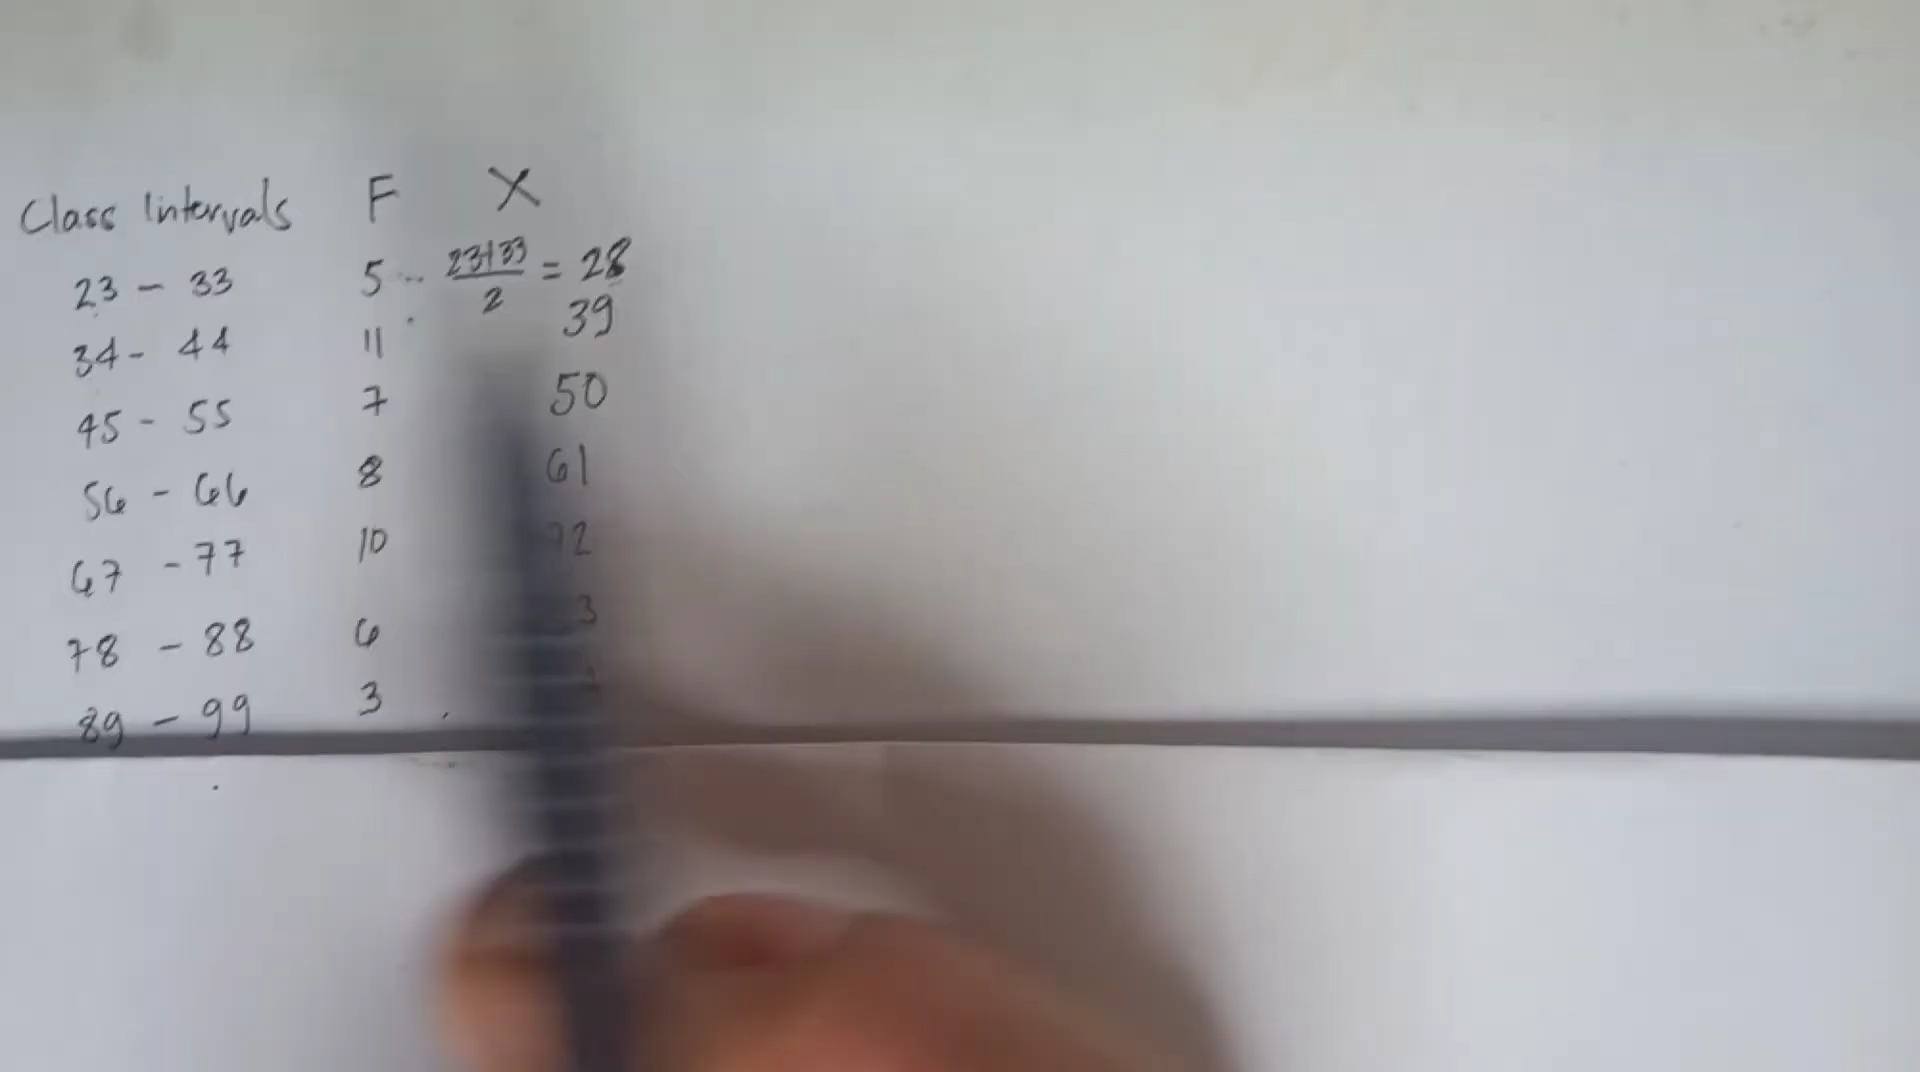 Class Intervals F X
23 - 33 5 23+33/2 = 28
34 - 44 11 39
45 - 55 7 50
56 - 66 8 61
67 - 77 10 72
78 - 88 6
89 - 99 3